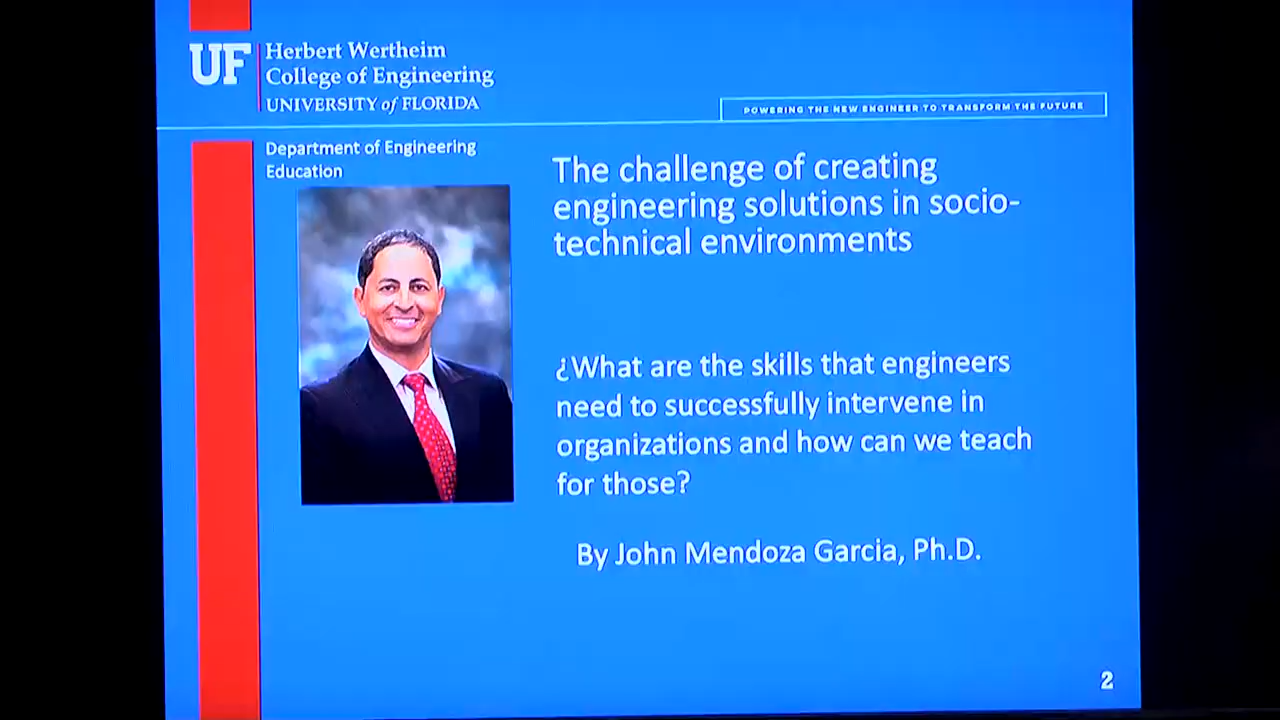 UF
Herbert Wertheim
College of Engineering
UNIVERSITY of FLORIDA
POWERING THE NEW ENGINEER TO TRANSFORM THE FUTURE
Department of Engineering
Education
The challenge of creating
engineering solutions in socio-
technical environments
¿What are the skills that engineers
need to successfully intervene in
organizations and how can we teach
for those?
By John Mendoza Garcia, Ph.D.
2